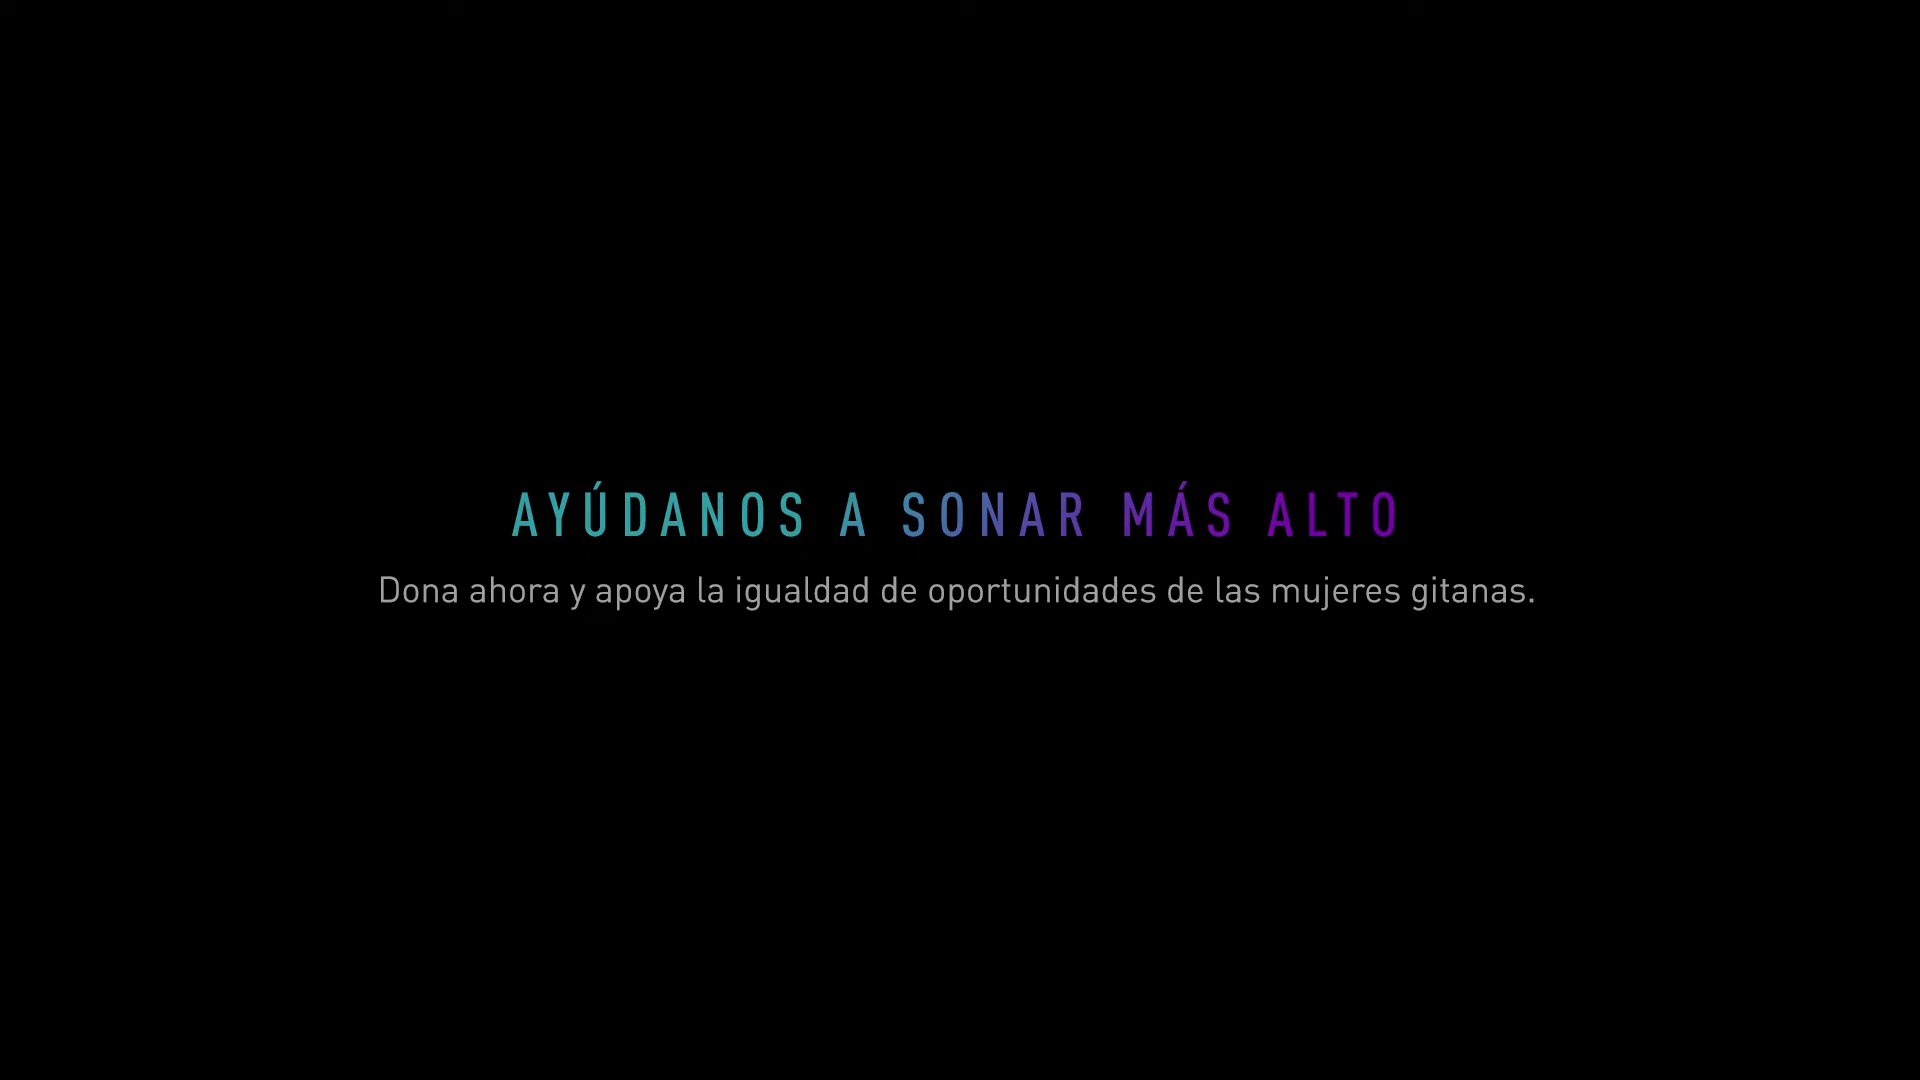 AYÚDANOS A SONAR MÁS ALTO
Dona ahora y apoya la igualdad de oportunidades de las mujeres gitanas.